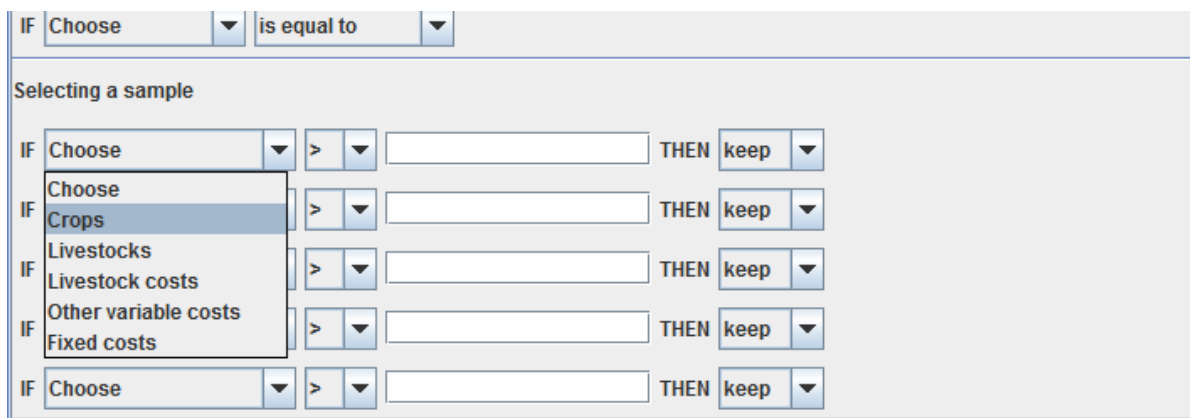 IF Choose is equal to
Selecting a sample
IF Choose > THEN keep
Choose
IF > THEN keep
Crops
Livestocks
IF > THEN keep
Livestock costs
Other variable costs
IF > THEN keep
Fixed costs
IF Choose > THEN keep